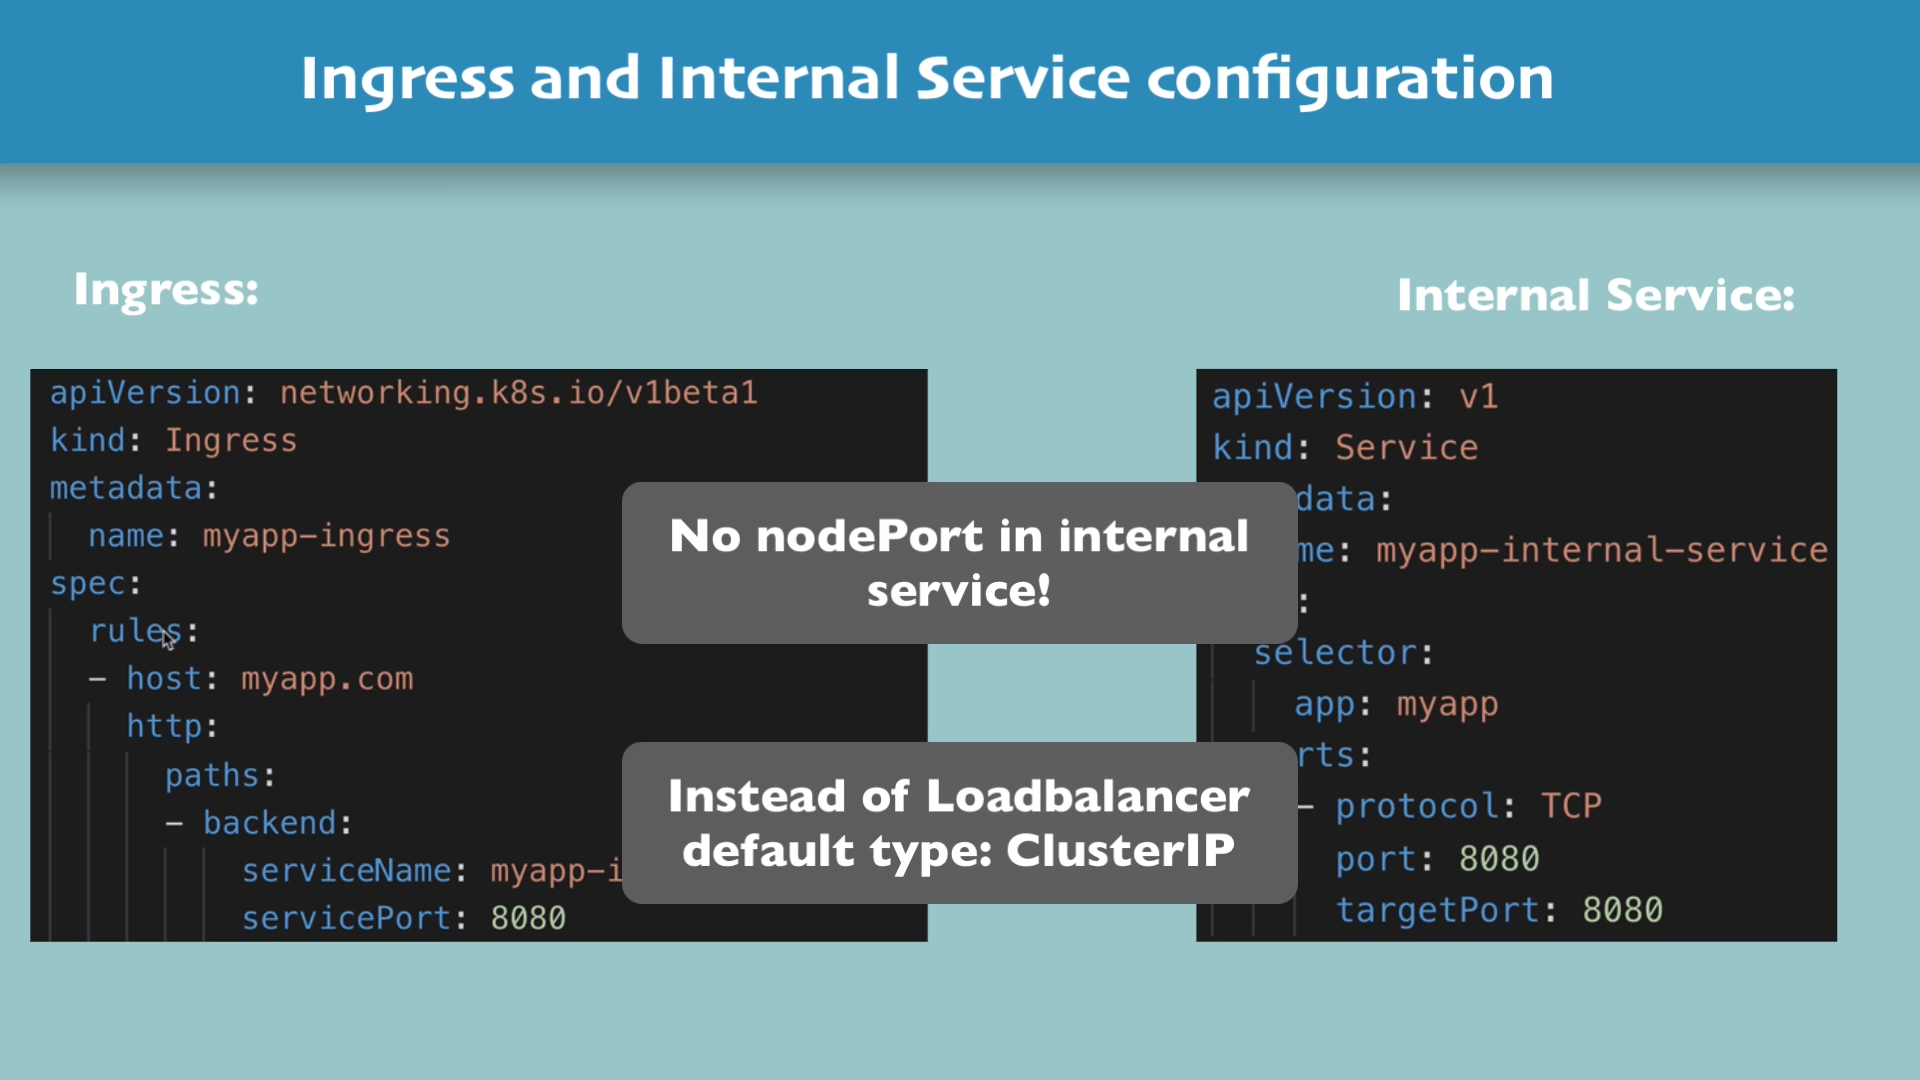 Ingress and Internal Service configuration
Ingress:
apiVersion: networking.k8s.io/v1beta1
kind: Ingress
metadata:
name: myapp-ingress
spec:
rules:
- host: myapp.com
http:
paths:
- backend:
serviceName: myapp-i
servicePort: 8080
No nodePort in internal
service!
Instead of Loadbalancer
default type: ClusterIP
Internal Service:
apiVersion: v1
kind: Service
data:
me: myapp-internal-service
:
selector:
app: myapp
rts:
- protocol: TCP
port: 8080
targetPort: 8080